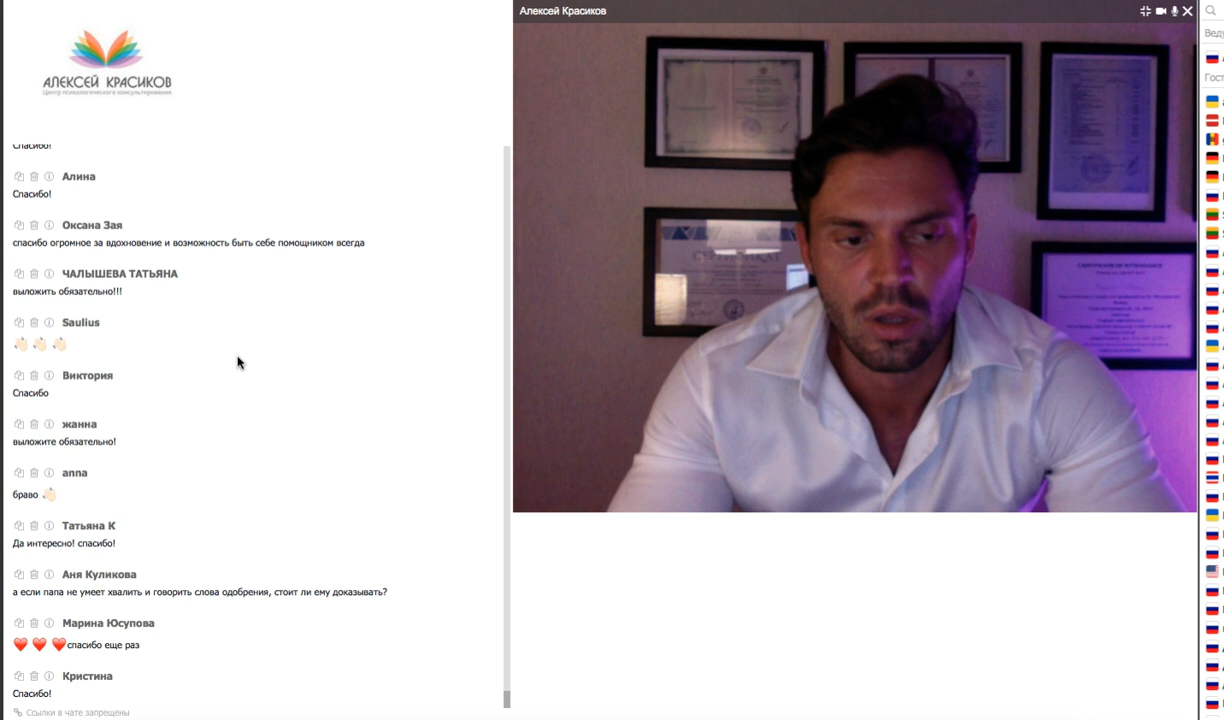 АЛЕКСЕЙ КРАСИКОВ
Центр психологического консультирования
Спасибо!
Алина
Спасибо!
Оксана Зая
спасибо огромное за вдохновение и возможность быть себе помощником всегда
ЧАЛЫШЕВА ТАТЬЯНА
выложить обязательно!!!
Saulius
Виктория
Спасибо
жанна
выложите обязательно!
anna
браво
Татьяна К
Да интересно! спасибо!
Аня Куликова
а если папа не умеет хвалить и говорить слова одобрения, стоит ли ему доказывать?
Марина Юсупова
спасибо еще раз
Кристина
Спасибо!
Ссылки в чате запрещены
Алексей Красиков
СЕРТИФИКАТ
Веду
Гост